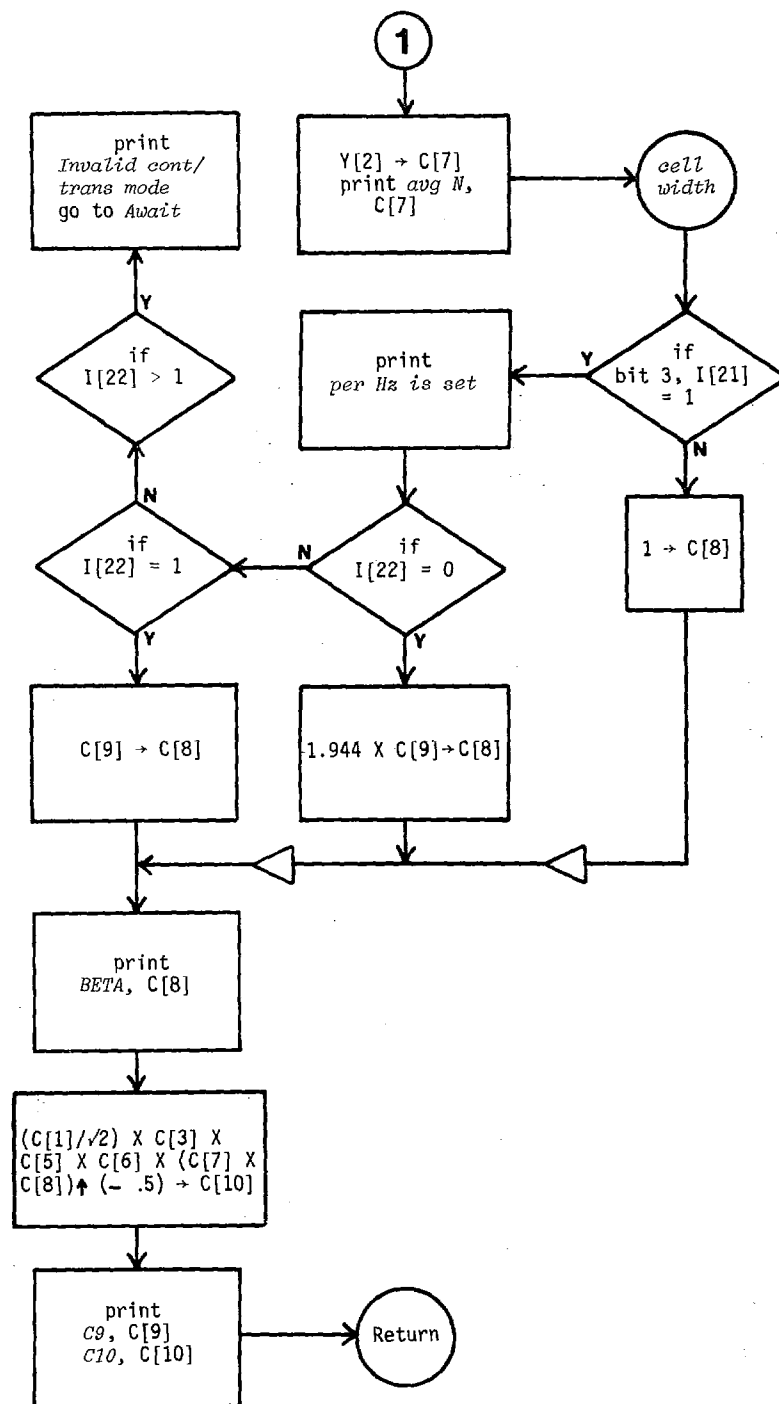 1
Y[2] → C[7]
print avg N,
C[7]
cell
width
if
bit 3, I[21]
= 1
Y
N
print
per Hz is set
1 → C[8]
if
I[22] = 0
N
Y
1.944 X C[9]→C[8]
if
I[22] = 1
N
Y
if
I[22] > 1
Y
print
Invalid cont/
trans mode
go to Await
C[9] → C[8]
print
BETA, C[8]
(C[1]/√2) X C[3] X
C[5] X C[6] X (C[7] X
C[8])↑ (– .5) → C[10]
print
C9, C[9]
C10, C[10]
Return